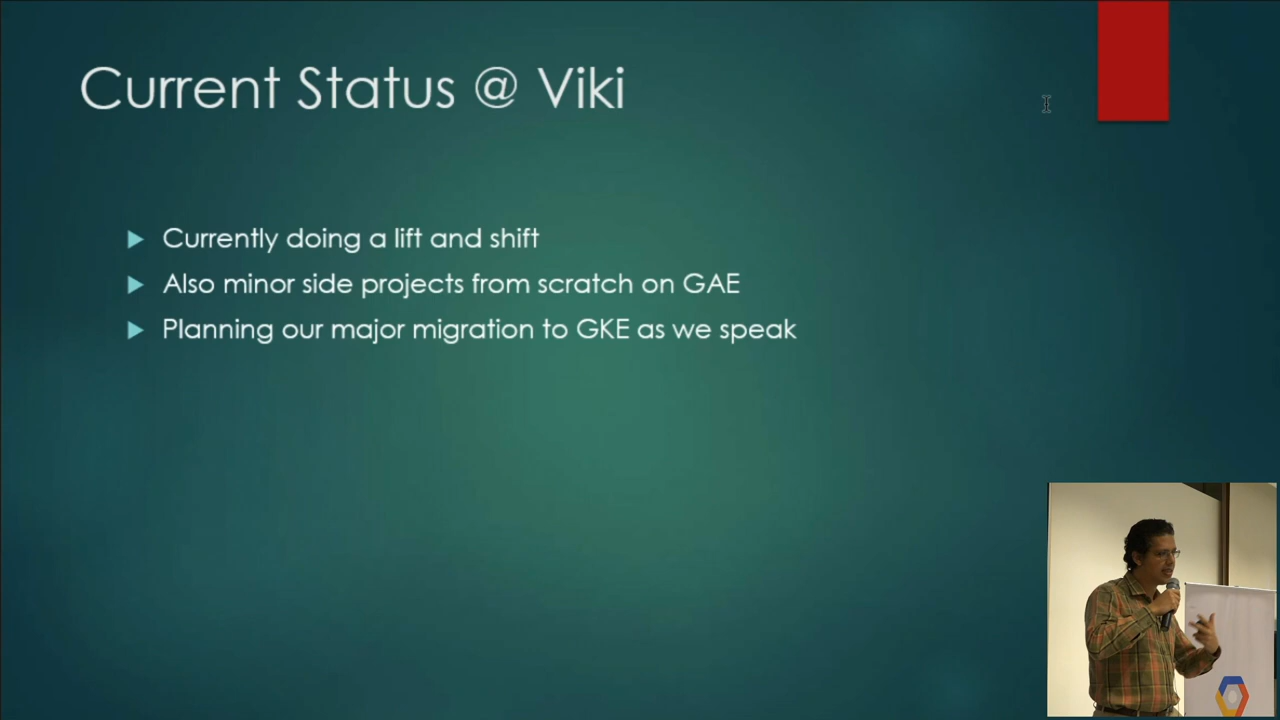 Current Status @ Viki
Currently doing a lift and shift
Also minor side projects from scratch on GAE
Planning our major migration to GKE as we speak